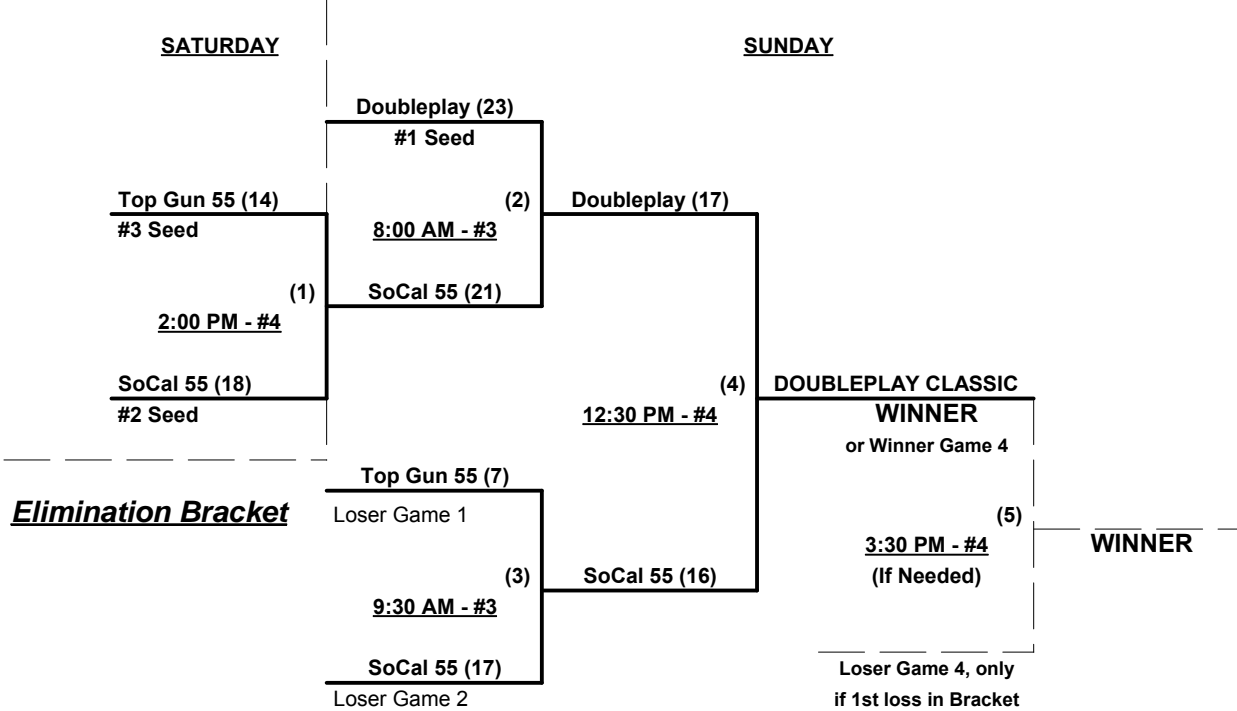 SATURDAY
SUNDAY
Doubleplay (23)
#1 Seed
Top Gun 55 (14)
#3 Seed
(2)
8:00 AM - #3
Doubleplay (17)
(1)
2:00 PM - #4
SoCal 55 (21)
SoCal 55 (18)
#2 Seed
(4)
12:30 PM - #4
DOUBLEPLAY CLASSIC
WINNER
or Winner Game 4
Elimination Bracket
Top Gun 55 (7)
Loser Game 1
(3)
9:30 AM - #3
SoCal 55 (16)
(5)
3:30 PM - #4
(If Needed)
WINNER
SoCal 55 (17)
Loser Game 2
Loser Game 4, only
if 1st loss in Bracket